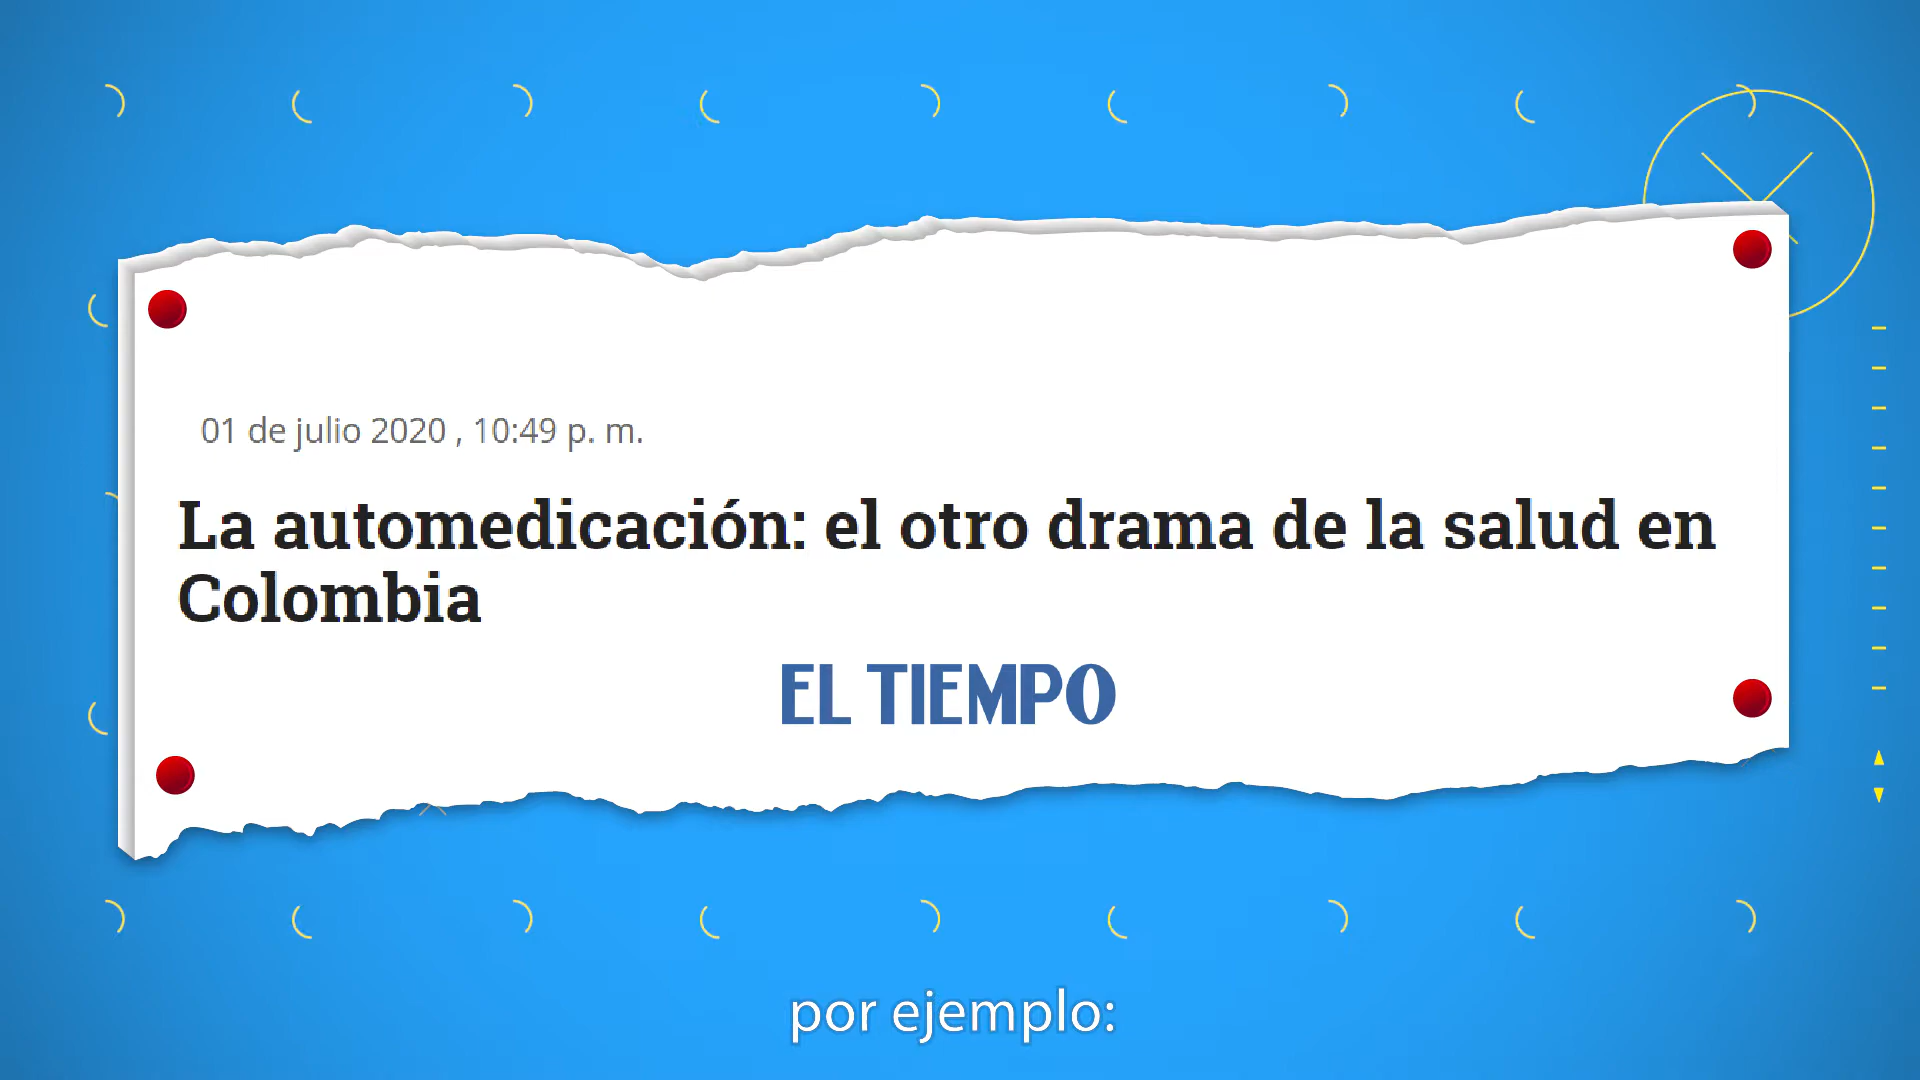 01 de julio 2020 , 10:49 p. m.
La automedicación: el otro drama de la salud en
Colombia
EL TIEMPO
por ejemplo: